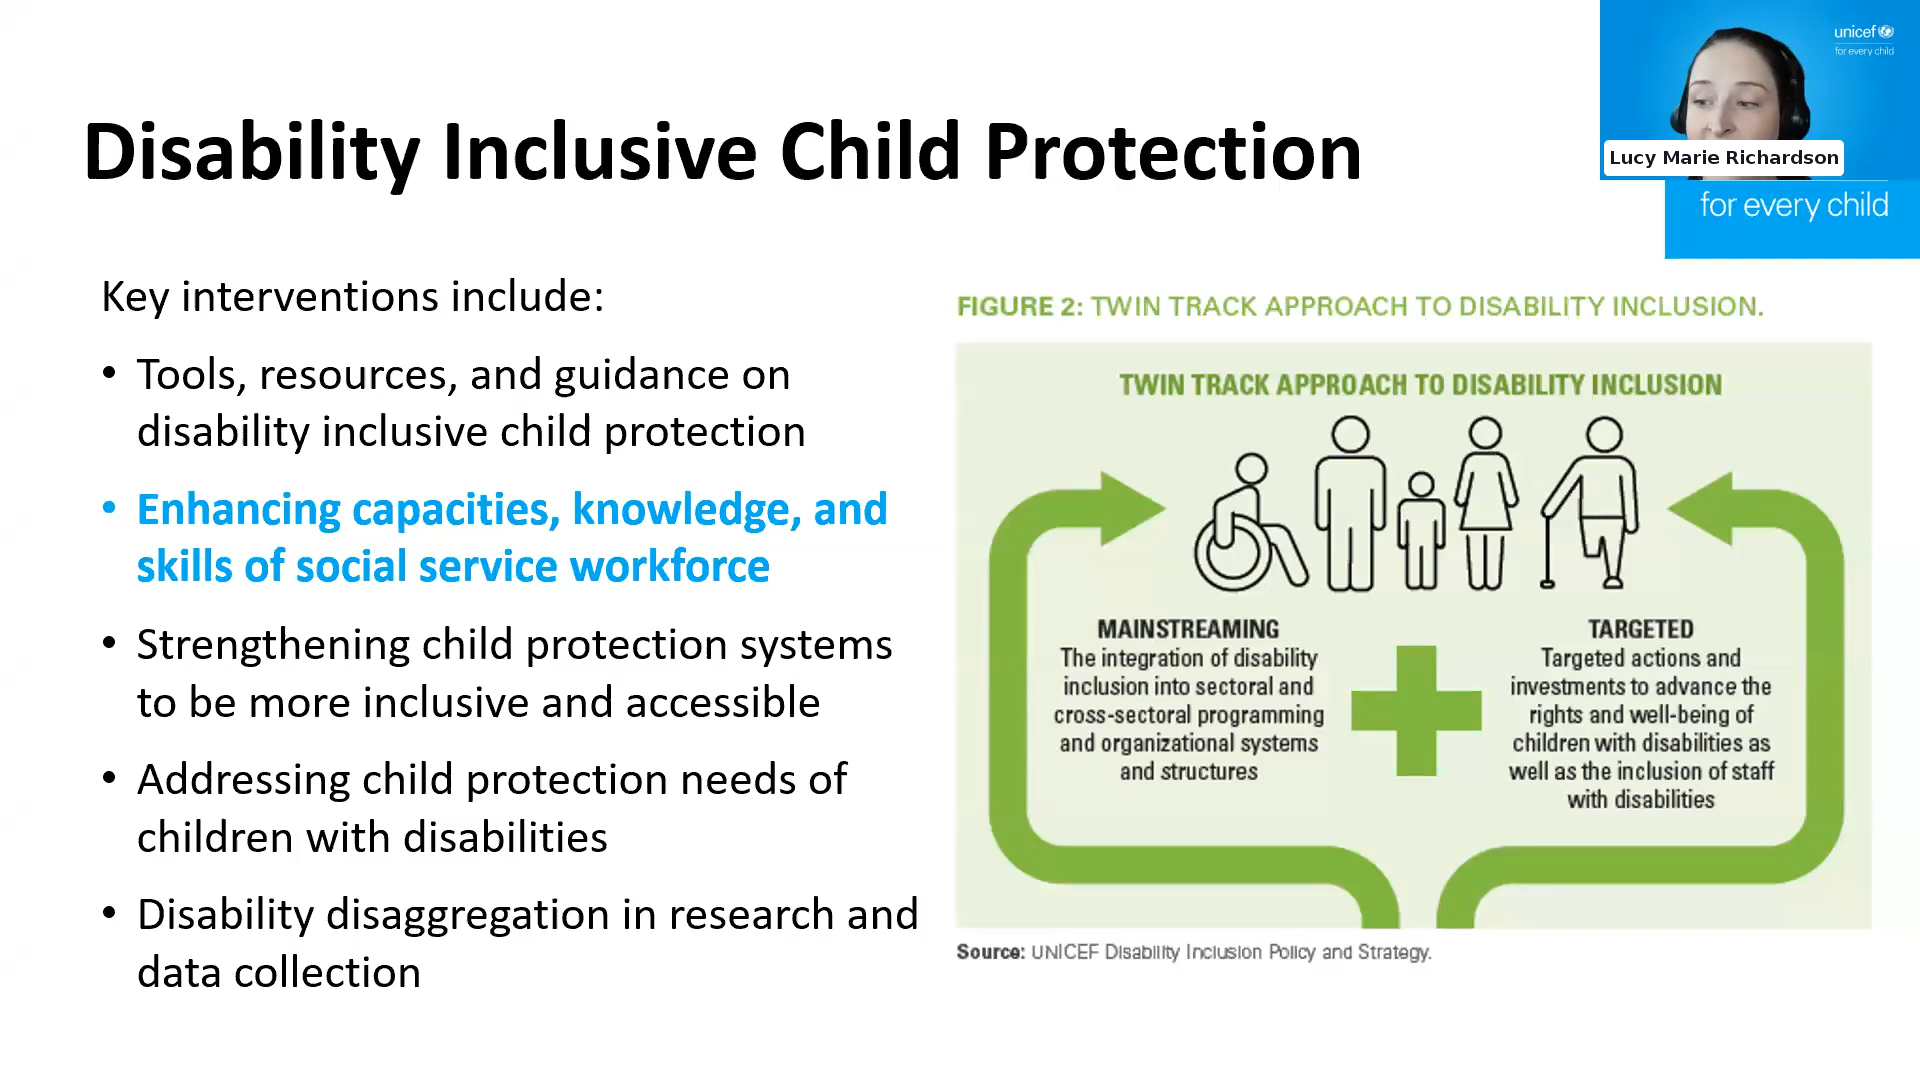 unicef
for every child
Lucy Marie Richardson
for every child
Disability Inclusive Child Protection
Key interventions include:
• Tools, resources, and guidance on
disability inclusive child protection
• Enhancing capacities, knowledge, and
skills of social service workforce
• Strengthening child protection systems
to be more inclusive and accessible
• Addressing child protection needs of
children with disabilities
• Disability disaggregation in research and
data collection
FIGURE 2: TWIN TRACK APPROACH TO DISABILITY INCLUSION.
TWIN TRACK APPROACH TO DISABILITY INCLUSION
MAINSTREAMING
The integration of disability
inclusion into sectoral and
cross-sectoral programming
and organizational systems
and structures
TARGETED
Targeted actions and
investments to advance the
rights and well-being of
children with disabilities as
well as the inclusion of staff
with disabilities
Source: UNICEF Disability Inclusion Policy and Strategy.